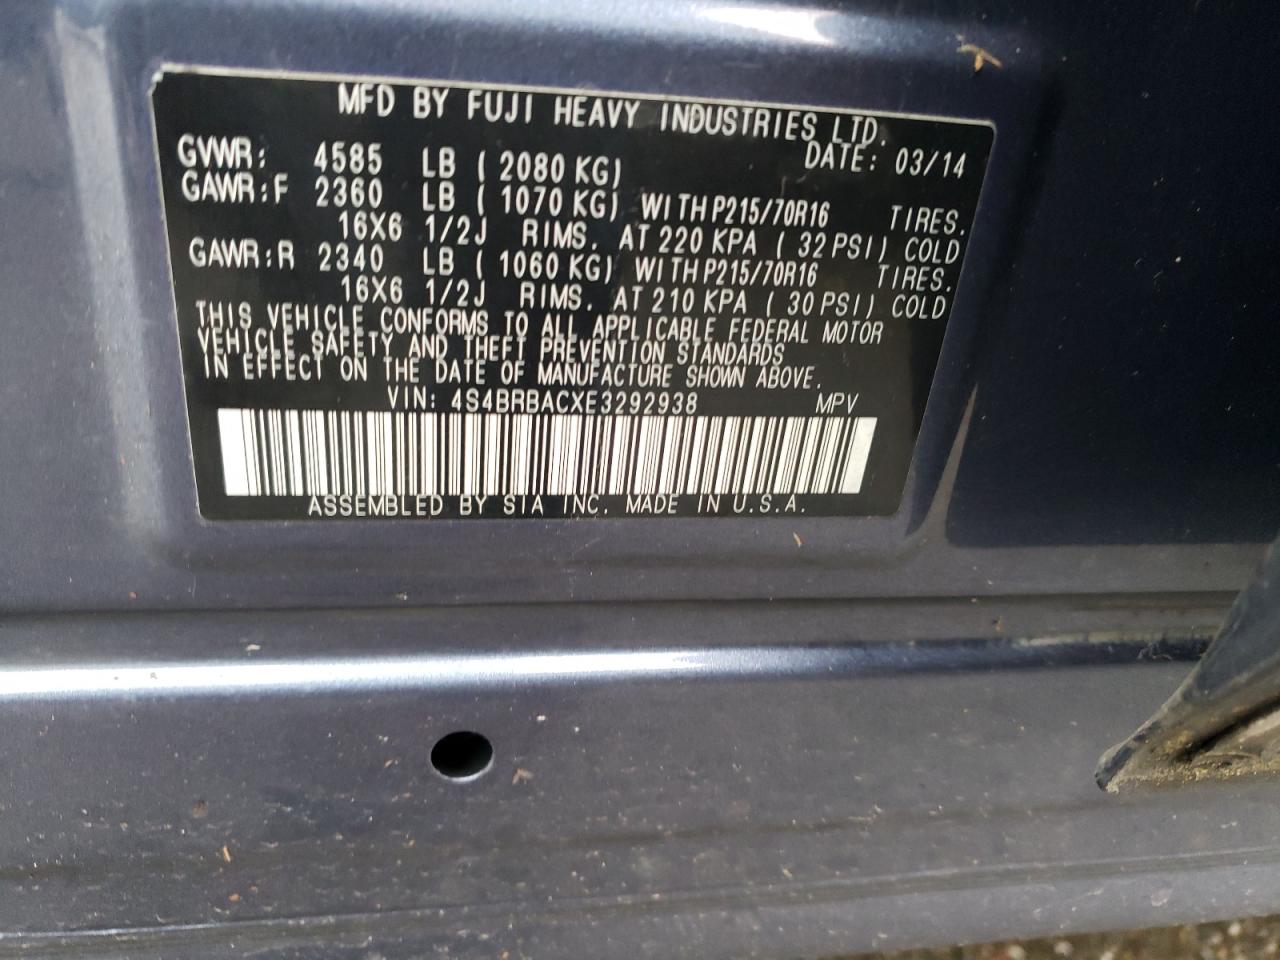 MFD BY FUJI HEAVY INDUSTRIES LTD.
DATE: 03/14
GVWR: 4585 LB ( 2080 KG)
GAWR:F 2360 LB ( 1070 KG) WITH P215/70R16 TIRES.
16X6 1/2J RIMS. AT 220 KPA ( 32 PSI) COLD
GAWR:R 2340 LB ( 1060 KG) WITH P215/70R16 TIRES.
16X6 1/2J RIMS. AT 210 KPA ( 30 PSI) COLD
THIS VEHICLE CONFORMS TO ALL APPLICABLE FEDERAL MOTOR
VEHICLE SAFETY AND THEFT PREVENTION STANDARDS
IN EFFECT ON THE DATE OF MANUFACTURE SHOWN ABOVE.
VIN: 4S4BRBACXE3292938 MPV
ASSEMBLED BY SIA INC. MADE IN U.S.A.